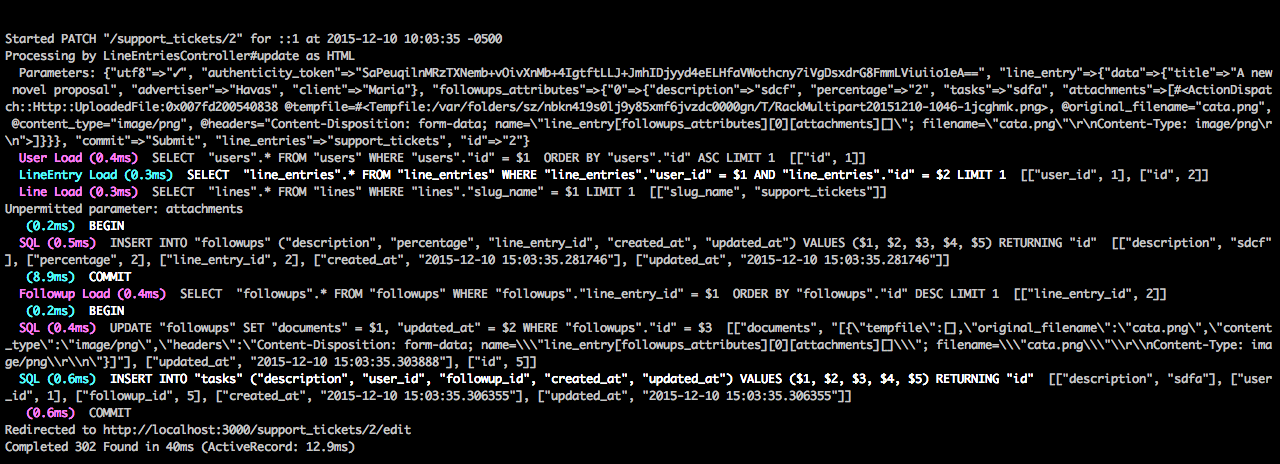 Started PATCH "/support_tickets/2" for ::1 at 2015-12-10 10:03:35 -0500
Processing by LineEntriesController#update as HTML
  Parameters: {"utf8"=>"✓", "authenticity_token"=>"SaPeuqilnMRzTXNemb+vOivXnMb+4IgtftLLJ+JmhIDjyyd4eELHfaVWothcny7iVgDsxdrG8FmmLViuiio1eA==", "line_entry"=>{"data"=>{"title"=>"A new
novel proposal", "advertiser"=>"Havas", "client"=>"Maria"}, "followups_attributes"=>{"0"=>{"description"=>"sdcf", "percentage"=>"2", "tasks"=>"sdfa", "attachments"=>[#<ActionDispat
ch::Http::UploadedFile:0x007fd200540838 @tempfile=#<Tempfile:/var/folders/sz/nbkn419s0lj9y85xmf6jvzdc0000gn/T/RackMultipart20151210-1046-1jcghmk.png>, @original_filename="cata.png",
 @content_type="image/png", @headers="Content-Disposition: form-data; name=\"line_entry[followups_attributes][0][attachments][]\"; filename=\"cata.png\"\r\nContent-Type: image/png\r
\n">]}}}, "commit"=>"Submit", "line_entries"=>"support_tickets", "id"=>"2"}
  User Load (0.4ms)  SELECT  "users".* FROM "users" WHERE "users"."id" = $1  ORDER BY "users"."id" ASC LIMIT 1  [["id", 1]]
  LineEntry Load (0.3ms)  SELECT  "line_entries".* FROM "line_entries" WHERE "line_entries"."user_id" = $1 AND "line_entries"."id" = $2 LIMIT 1  [["user_id", 1], ["id", 2]]
  Line Load (0.3ms)  SELECT  "lines".* FROM "lines" WHERE "lines"."slug_name" = $1 LIMIT 1  [["slug_name", "support_tickets"]]
Unpermitted parameter: attachments
   (0.2ms)  BEGIN
  SQL (0.5ms)  INSERT INTO "followups" ("description", "percentage", "line_entry_id", "created_at", "updated_at") VALUES ($1, $2, $3, $4, $5) RETURNING "id"  [["description", "sdcf"
], ["percentage", 2], ["line_entry_id", 2], ["created_at", "2015-12-10 15:03:35.281746"], ["updated_at", "2015-12-10 15:03:35.281746"]]
   (8.9ms)  COMMIT
  Followup Load (0.4ms)  SELECT  "followups".* FROM "followups" WHERE "followups"."line_entry_id" = $1  ORDER BY "followups"."id" DESC LIMIT 1  [["line_entry_id", 2]]
   (0.2ms)  BEGIN
  SQL (0.4ms)  UPDATE "followups" SET "documents" = $1, "updated_at" = $2 WHERE "followups"."id" = $3  [["documents", "[{\"tempfile\":[],\"original_filename\":\"cata.png\",\"content
_type\":\"image/png\",\"headers\":\"Content-Disposition: form-data; name=\\\"line_entry[followups_attributes][0][attachments][]\\\"; filename=\\\"cata.png\\\"\\r\\nContent-Type: ima
ge/png\\r\\n\"}]"], ["updated_at", "2015-12-10 15:03:35.303888"], ["id", 5]]
  SQL (0.6ms)  INSERT INTO "tasks" ("description", "user_id", "followup_id", "created_at", "updated_at") VALUES ($1, $2, $3, $4, $5) RETURNING "id"  [["description", "sdfa"], ["user
_id", 1], ["followup_id", 5], ["created_at", "2015-12-10 15:03:35.306355"], ["updated_at", "2015-12-10 15:03:35.306355"]]
   (0.6ms)  COMMIT
Redirected to http://localhost:3000/support_tickets/2/edit
Completed 302 Found in 40ms (ActiveRecord: 12.9ms)